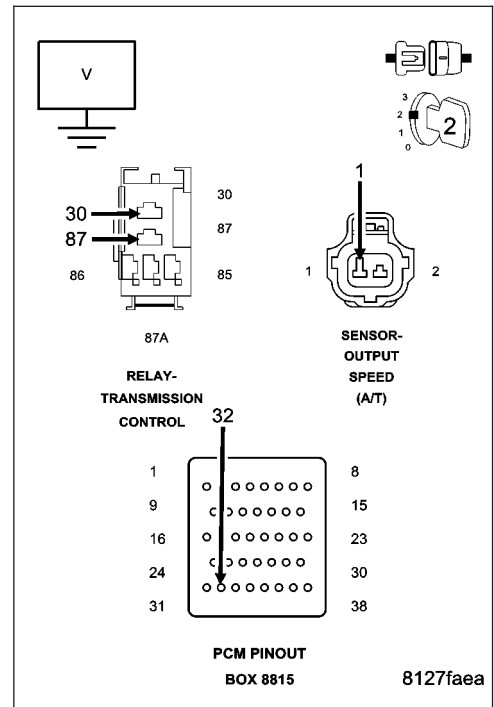 V
3
2
1
0
2
1
30
30
87
87
86
85
1
2
87A
SENSOR-
OUTPUT
SPEED
(A/T)
RELAY-
TRANSMISSION
CONTROL
32
1
8
9
15
16
23
24
30
31
38
PCM PINOUT
BOX 8815
8127faea